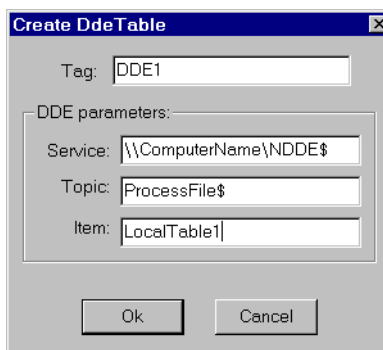 Create DdeTable
Tag: DDE1
DDE parameters:
Service: \\ComputerName\NDDE$
Topic: ProcessFile$
Item: LocalTable1
Ok Cancel